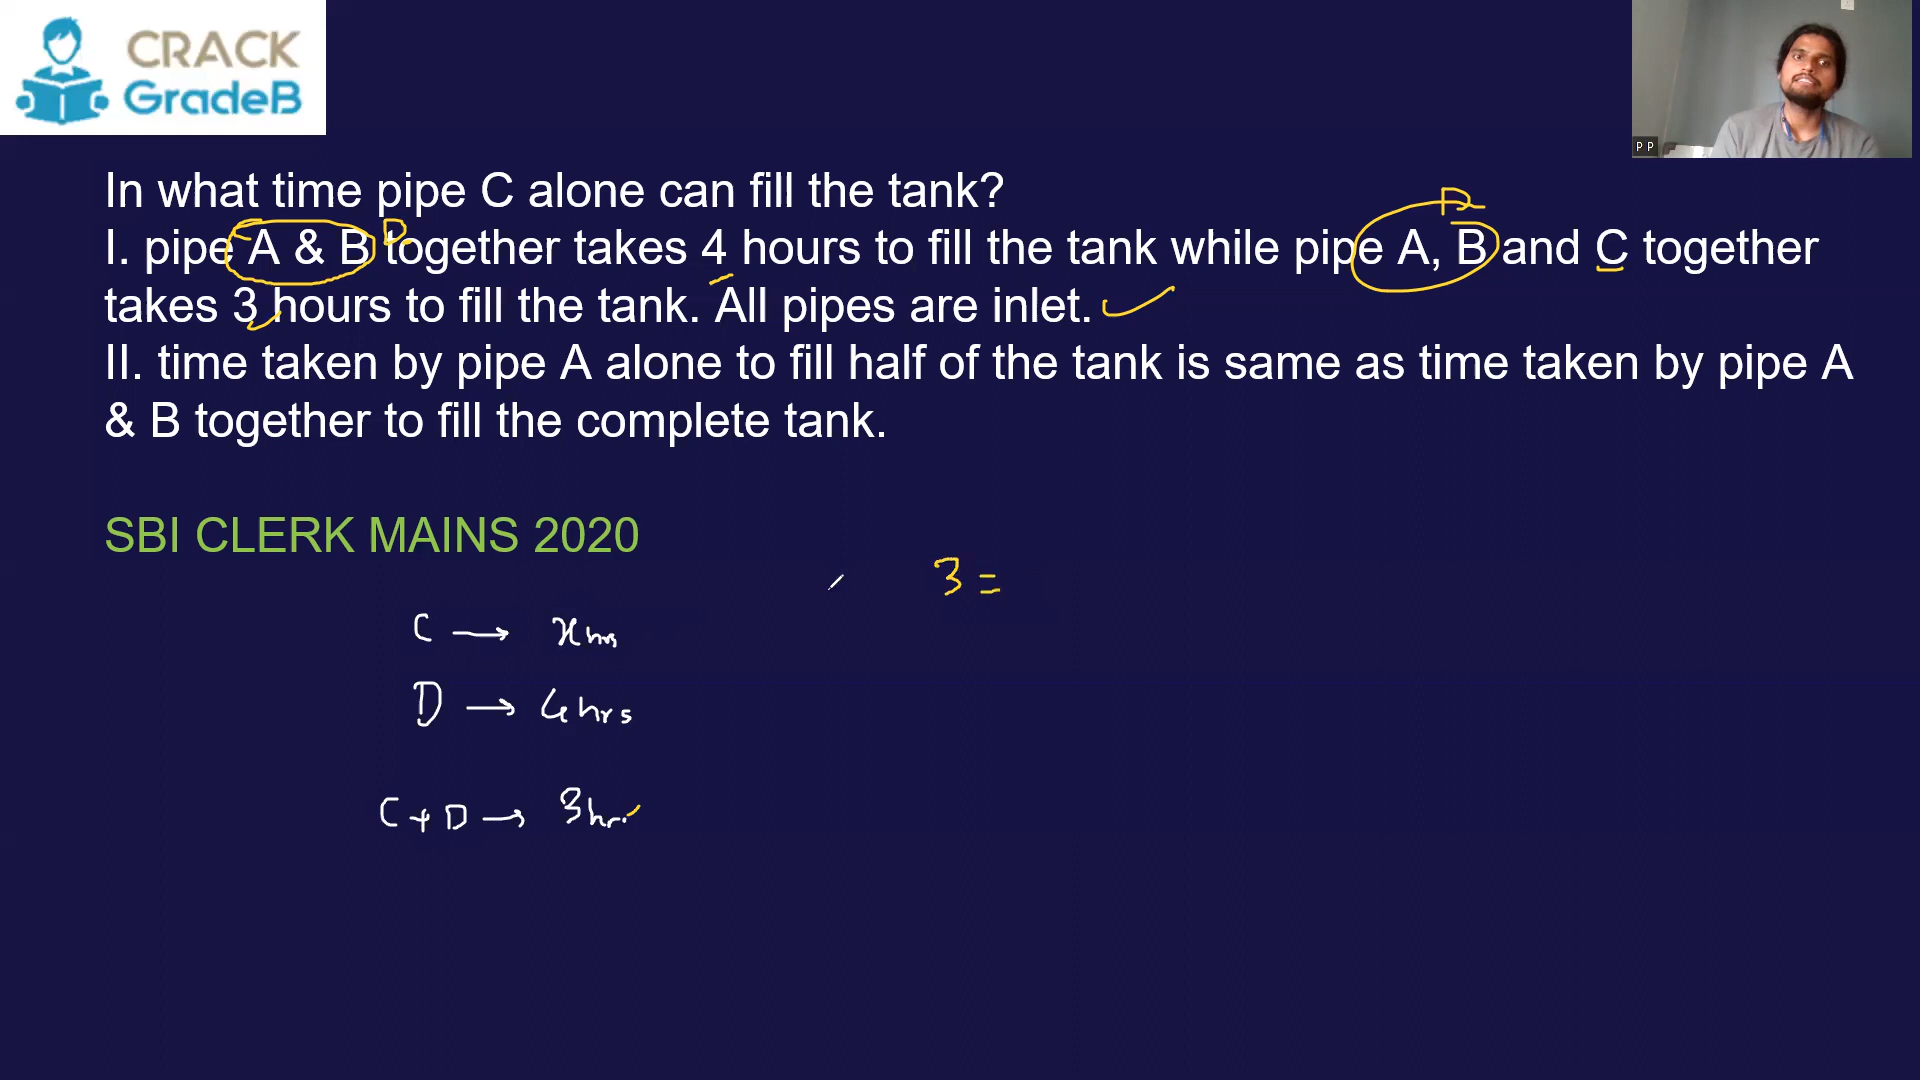 CRACK
GradeB
P P
In what time pipe C alone can fill the tank?
D
D
I. pipe A & B together takes 4 hours to fill the tank while pipe A, B and C together
takes 3 hours to fill the tank. All pipes are inlet.
II. time taken by pipe A alone to fill half of the tank is same as time taken by pipe A
& B together to fill the complete tank.
SBI CLERK MAINS 2020
3 =
C → x hrs
D → 4 hrs
C + D → 3 hr.